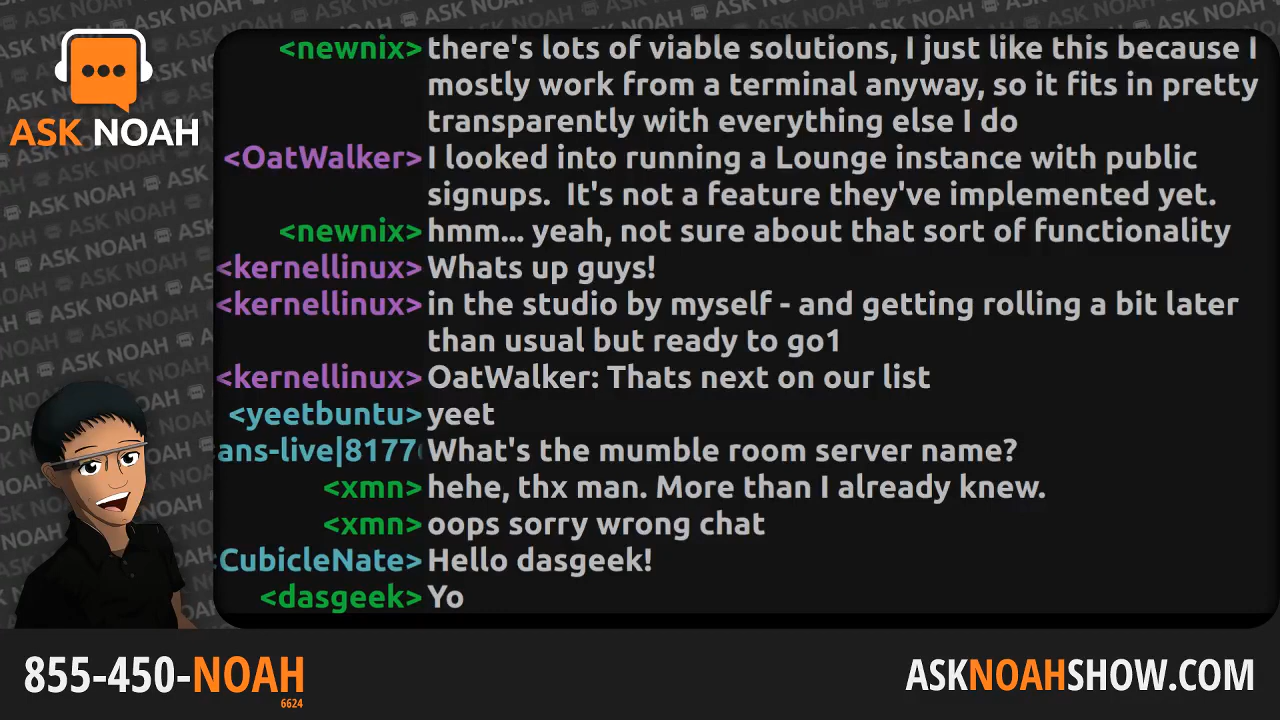 ASK NOAH
<newnix> there's lots of viable solutions, I just like this because I
mostly work from a terminal anyway, so it fits in pretty
transparently with everything else I do
<OatWalker> I looked into running a Lounge instance with public
signups.  It's not a feature they've implemented yet.
<newnix> hmm... yeah, not sure about that sort of functionality
<kernellinux> Whats up guys!
<kernellinux> in the studio by myself - and getting rolling a bit later
than usual but ready to go1
<kernellinux> OatWalker: Thats next on our list
<yeetbuntu> yeet
ans-live|8177 What's the mumble room server name?
<xmn> hehe, thx man. More than I already knew.
<xmn> oops sorry wrong chat
CubicleNate> Hello dasgeek!
<dasgeek> Yo
855-450-NOAH
6624
ASKNOAHSHOW.COM